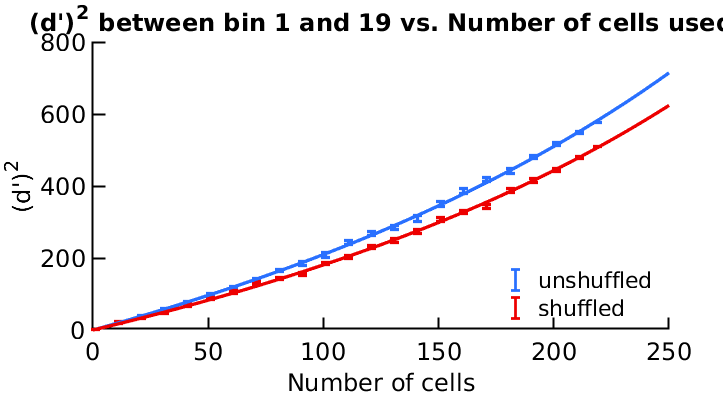 (d')² between bin 1 and 19 vs. Number of cells used
800
600
400
200
0
(d')²
0 50 100 150 200 250
Number of cells
unshuffled
shuffled